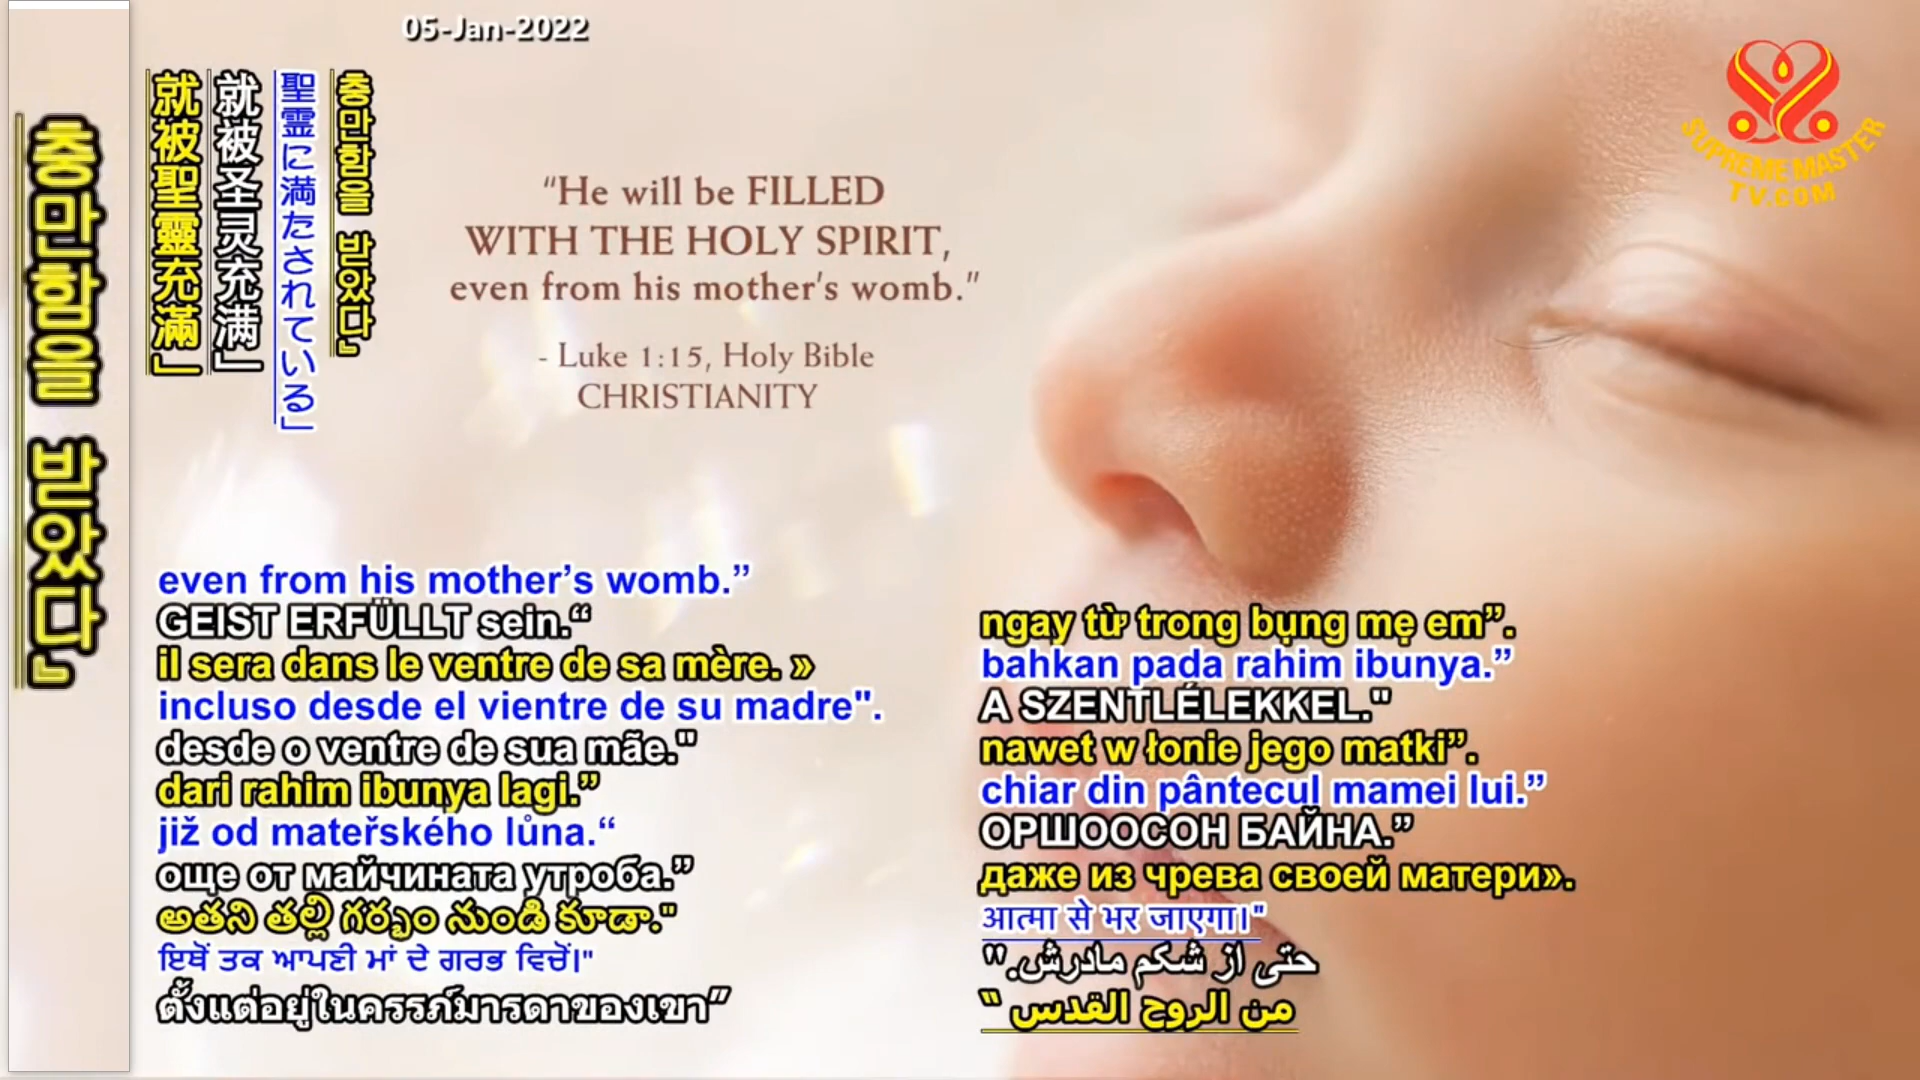 05-Jan-2022
충만함을 받았다』
就被聖靈充滿」
就被圣灵充满」
聖霊に満たされている」
충만함을 받았다』
“He will be FILLED
WITH THE HOLY SPIRIT,
even from his mother's womb.”
- Luke 1:15, Holy Bible
CHRISTIANITY
SUPREME MASTER
TV.COM
even from his mother’s womb.”
GEIST ERFÜLLT sein.“
il sera dans le ventre de sa mère. »
incluso desde el vientre de su madre".
desde o ventre de sua mãe."
dari rahim ibunya lagi.”
již od mateřského lůna.“
още от майчината утроба.”
అతని తల్లి గర్భం నుండి కూడా."
ਇਥੋਂ ਤਕ ਆਪਣੀ ਮਾਂ ਦੇ ਗਰਭ ਵਿਚੋਂ।"
ตั้งแต่อยู่ในครรภ์มารดาของเขา”
ngay từ trong bụng mẹ em”.
bahkan pada rahim ibunya.”
A SZENTLÉLEKKEL."
nawet w łonie jego matki”.
chiar din pântecul mamei lui.”
ОРШООСОН БАЙНА.”
даже из чрева своей матери».
आत्मा से भर जाएगा।"
حتی از شکم مادرش."
من الروح القدس “